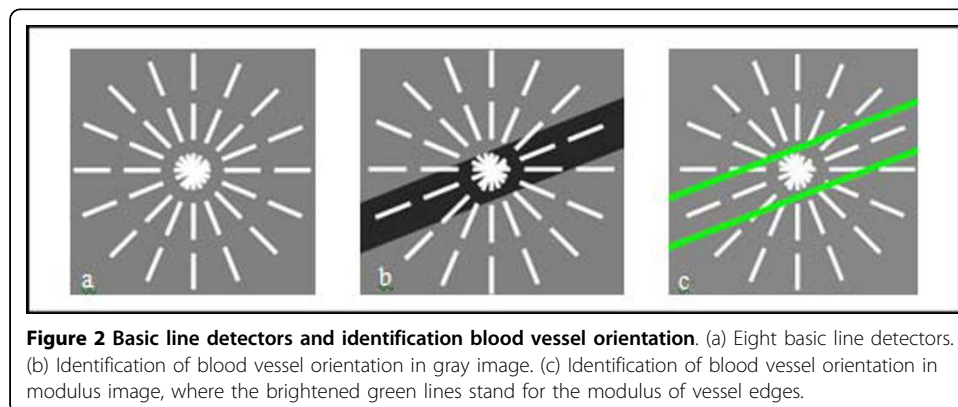 a
b
c
Figure 2 Basic line detectors and identification blood vessel orientation. (a) Eight basic line detectors.
(b) Identification of blood vessel orientation in gray image. (c) Identification of blood vessel orientation in
modulus image, where the brightened green lines stand for the modulus of vessel edges.